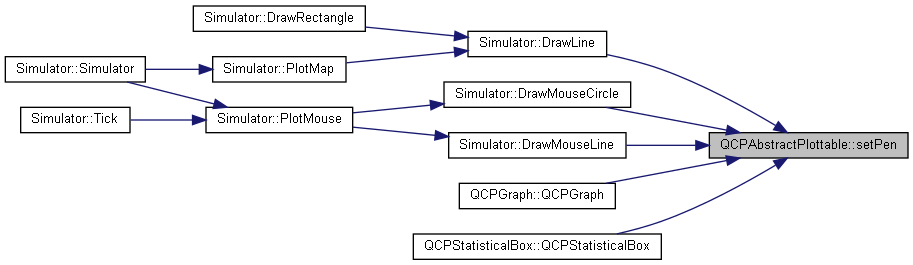 Simulator::DrawRectangle
Simulator::DrawLine
Simulator::Simulator
Simulator::PlotMap
Simulator::DrawMouseCircle
Simulator::Tick
Simulator::PlotMouse
Simulator::DrawMouseLine
QCPAbstractPlottable::setPen
QCPGraph::QCPGraph
QCPStatisticalBox::QCPStatisticalBox